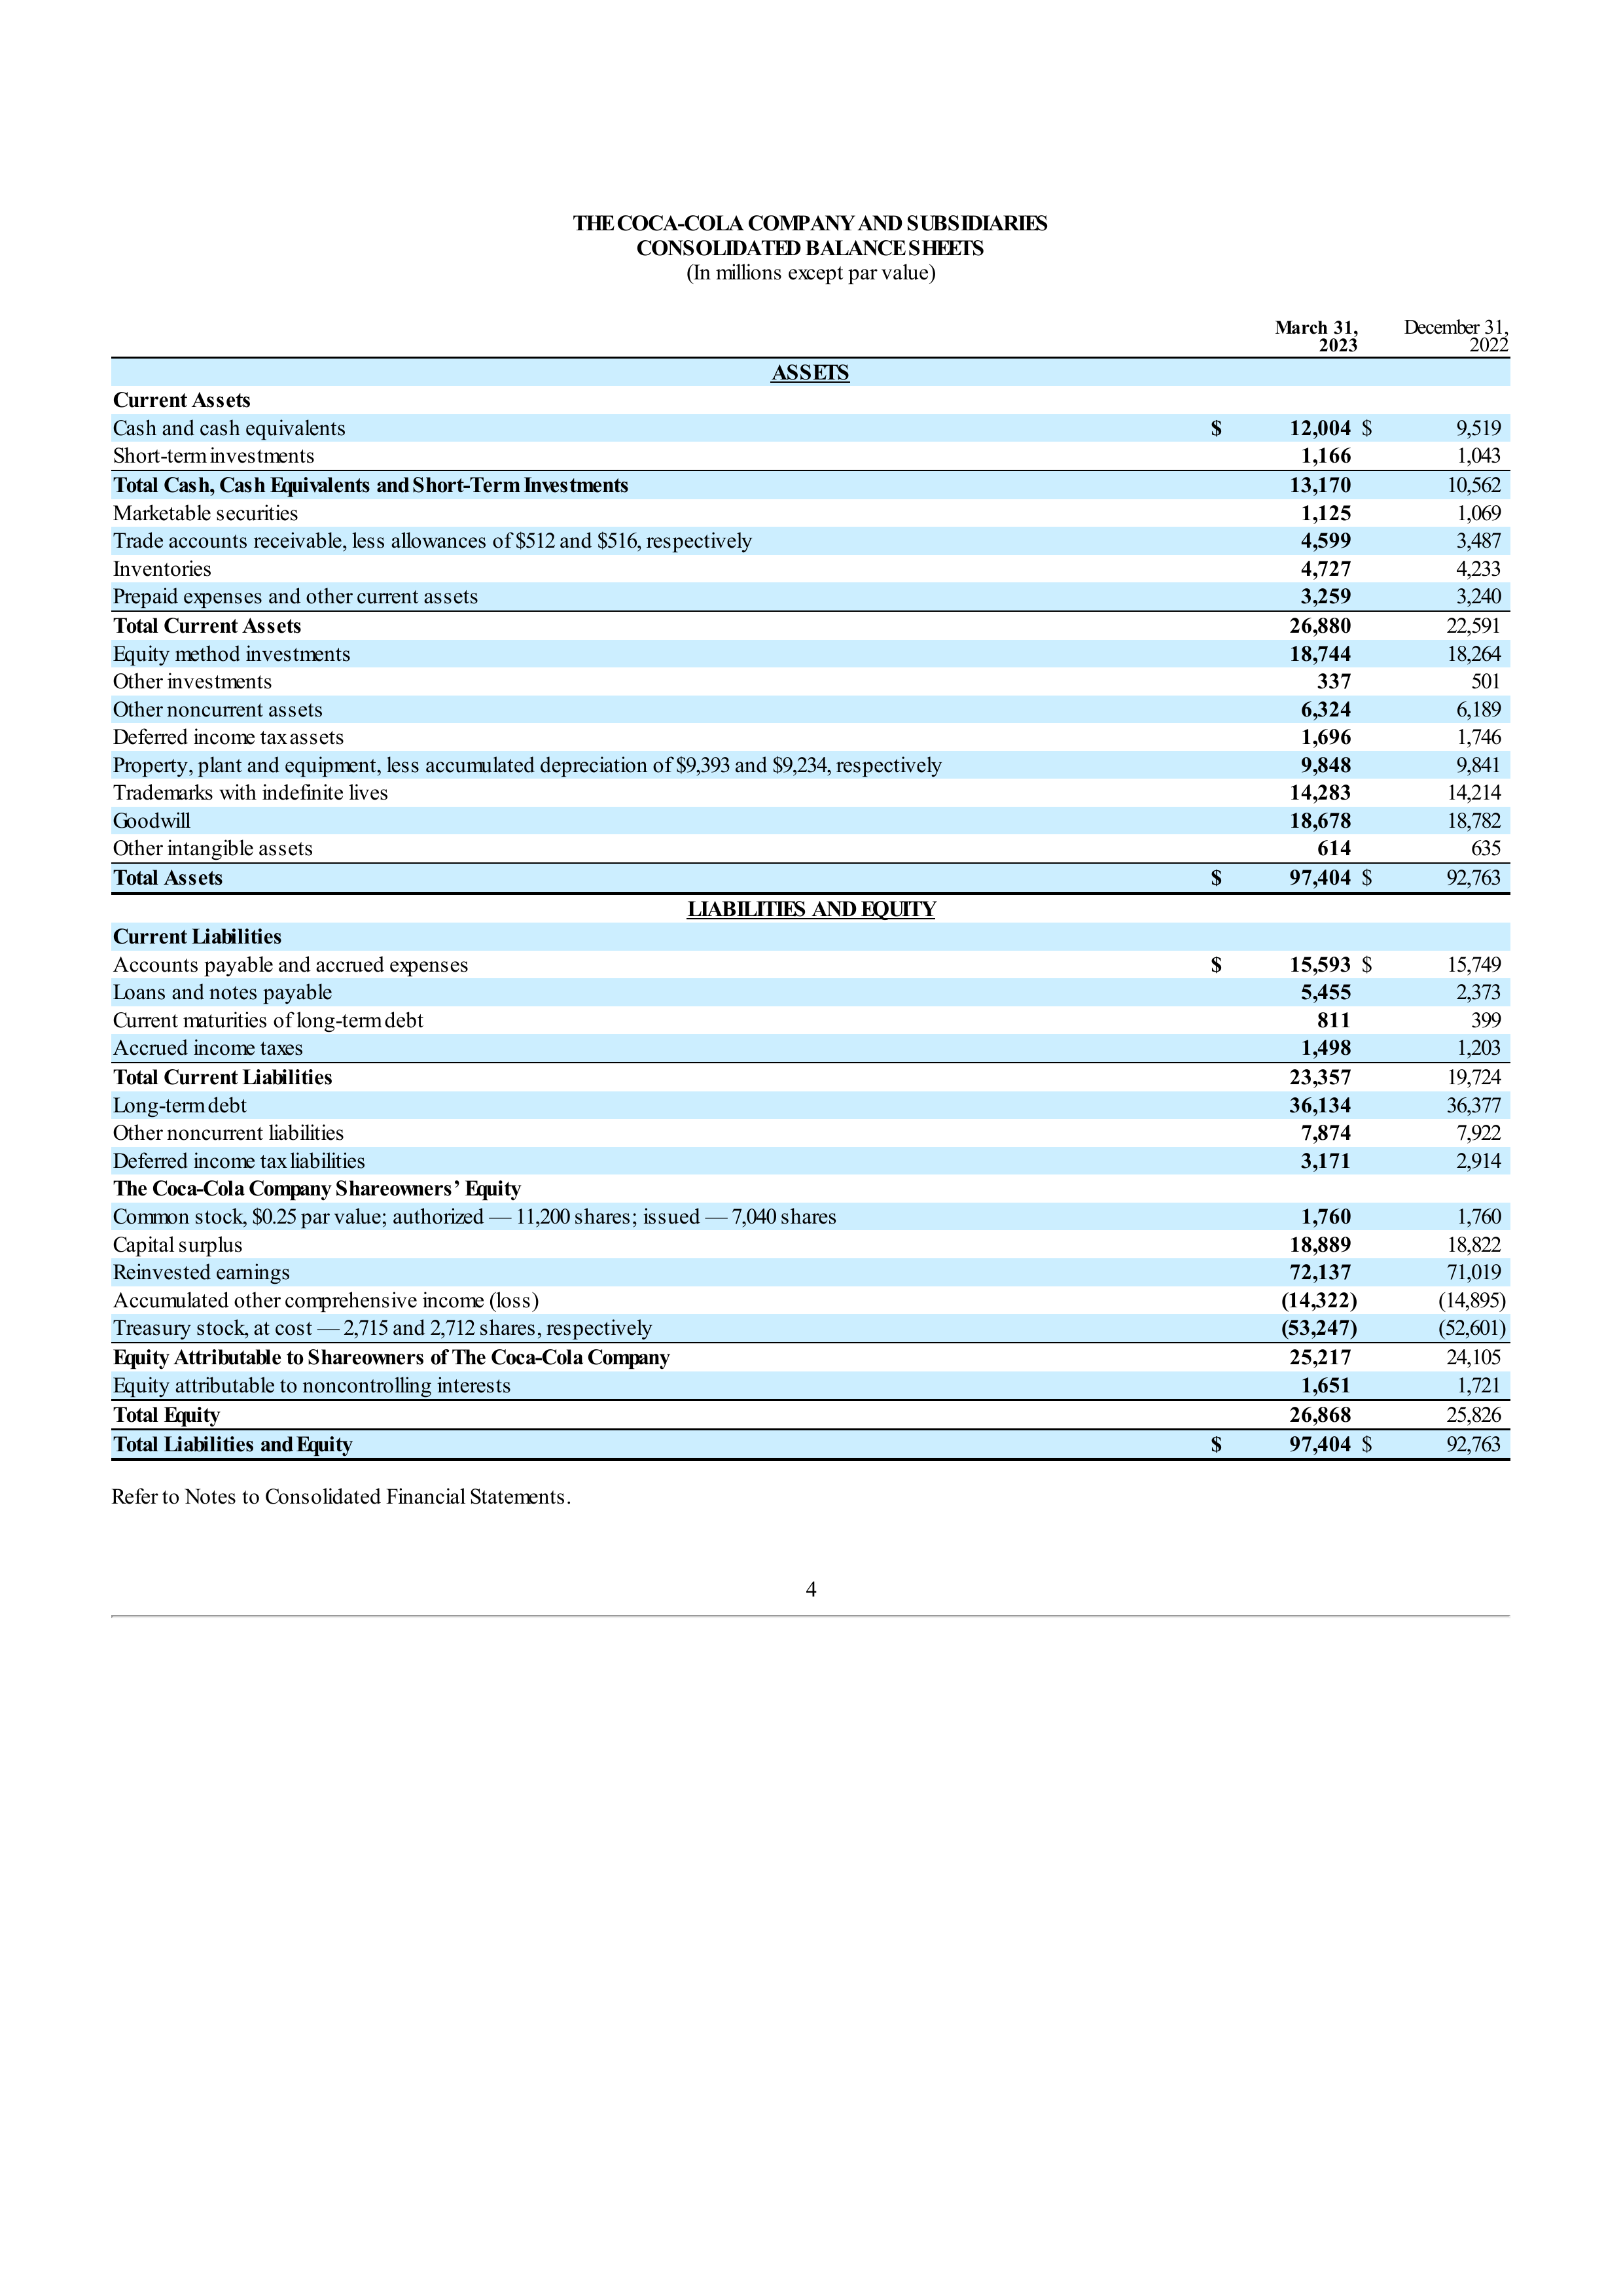 THE COCA-COLA COMPANY AND SUBSIDIARIES
CONSOLIDATED BALANCE SHEETS
(In millions except par value)
March 31, 2023 December 31, 2022
ASSETS
Current Assets
Cash and cash equivalents $ 12,004 $ 9,519
Short-term investments 1,166 1,043
Total Cash, Cash Equivalents and Short-Term Investments 13,170 10,562
Marketable securities 1,125 1,069
Trade accounts receivable, less allowances of $512 and $516, respectively 4,599 3,487
Inventories 4,727 4,233
Prepaid expenses and other current assets 3,259 3,240
Total Current Assets 26,880 22,591
Equity method investments 18,744 18,264
Other investments 337 501
Other noncurrent assets 6,324 6,189
Deferred income tax assets 1,696 1,746
Property, plant and equipment, less accumulated depreciation of $9,393 and $9,234, respectively 9,848 9,841
Trademarks with indefinite lives 14,283 14,214
Goodwill 18,678 18,782
Other intangible assets 614 635
Total Assets $ 97,404 $ 92,763
LIABILITIES AND EQUITY
Current Liabilities
Accounts payable and accrued expenses $ 15,593 $ 15,749
Loans and notes payable 5,455 2,373
Current maturities of long-term debt 811 399
Accrued income taxes 1,498 1,203
Total Current Liabilities 23,357 19,724
Long-term debt 36,134 36,377
Other noncurrent liabilities 7,874 7,922
Deferred income tax liabilities 3,171 2,914
The Coca-Cola Company Shareowners’ Equity
Common stock, $0.25 par value; authorized — 11,200 shares; issued — 7,040 shares 1,760 1,760
Capital surplus 18,889 18,822
Reinvested earnings 72,137 71,019
Accumulated other comprehensive income (loss) (14,322) (14,895)
Treasury stock, at cost — 2,715 and 2,712 shares, respectively (53,247) (52,601)
Equity Attributable to Shareowners of The Coca-Cola Company 25,217 24,105
Equity attributable to noncontrolling interests 1,651 1,721
Total Equity 26,868 25,826
Total Liabilities and Equity $ 97,404 $ 92,763
Refer to Notes to Consolidated Financial Statements.
4